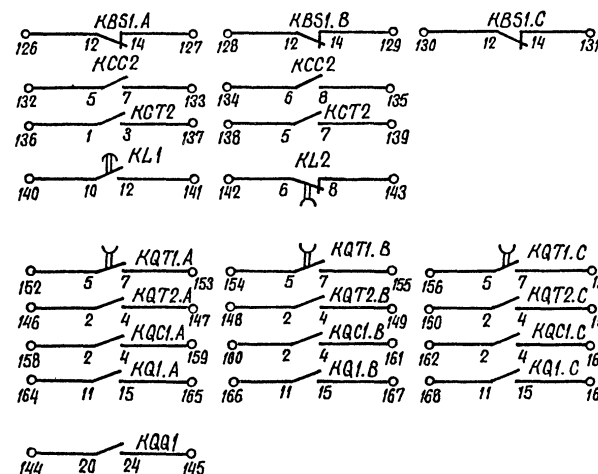 KBS1.A KBS1.B KBS1.C
126 12 14 127 128 12 14 129 130 12 14 131
KCC2 KCC2
132 5 7 133 134 6 8 135
KCT2 KCT2
136 1 3 137 138 5 7 139
KL1 KL2
140 10 12 141 142 6 8 143
KQT1.A KQT1.B KQT1.C
152 5 7 153 154 5 7 155 156 5 7
KQT2.A KQT2.B KQT2.C
146 2 4 147 148 2 4 149 160 2 4
KQC1.A KQC1.B KQC1.C
158 2 4 159 180 2 4 161 162 2 4
KQ1.A KQ1.B KQ1.C
164 11 15 165 166 11 15 167 168 11 15
KQQ1
144 20 24 145